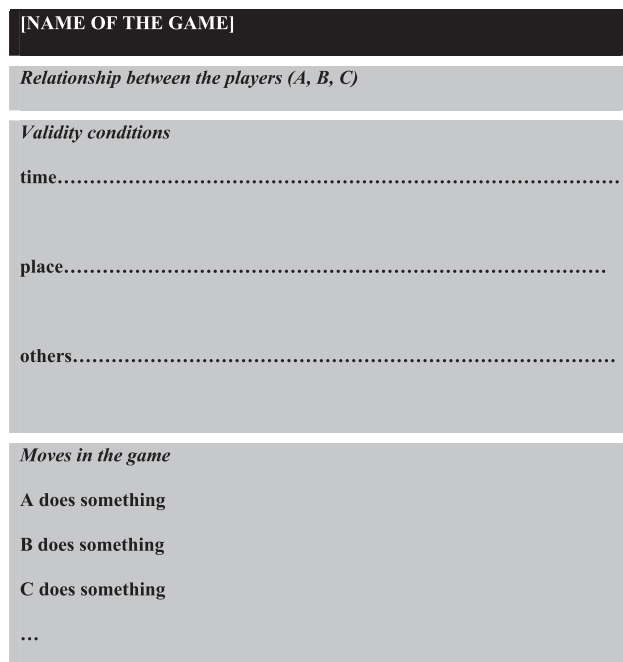 [NAME OF THE GAME]
Relationship between the players (A, B, C)
Validity conditions
time……………………………………………………………………………
place…………………………………………………………………………
others…………………………………………………………………………
Moves in the game
A does something
B does something
C does something
…